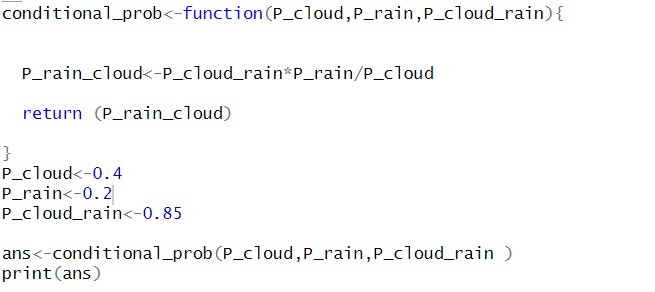 conditional_prob<-function(P_cloud,P_rain,P_cloud_rain){
P_rain_cloud<-P_cloud_rain*P_rain/P_cloud
return (P_rain_cloud)
}
P_cloud<-0.4
P_rain<-0.2
P_cloud_rain<-0.85
ans<-conditional_prob(P_cloud,P_rain,P_cloud_rain )
print(ans)